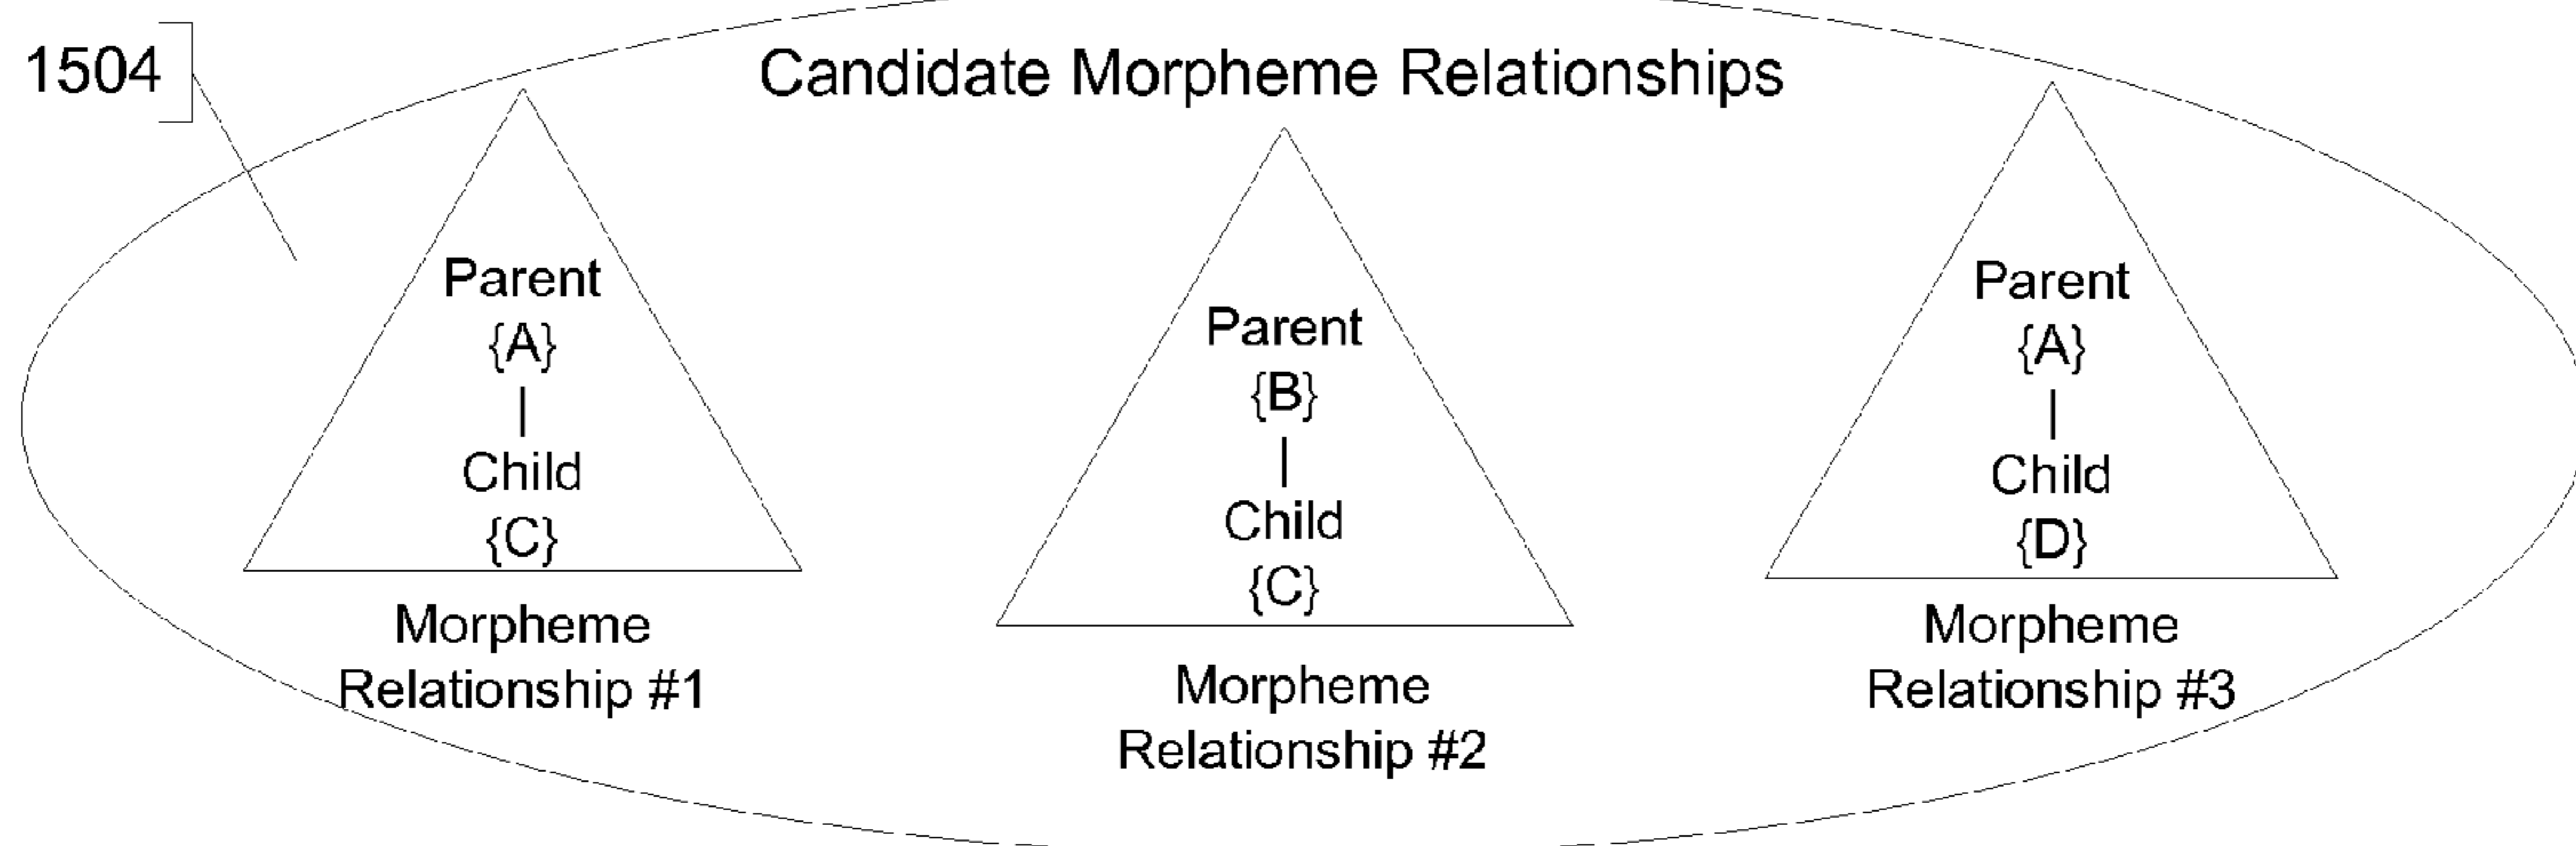 1504
Candidate Morpheme Relationships
Parent
{A}
|
Child
{C}
Morpheme
Relationship #1
Parent
{B}
|
Child
{C}
Morpheme
Relationship #2
Parent
{A}
|
Child
{D}
Morpheme
Relationship #3